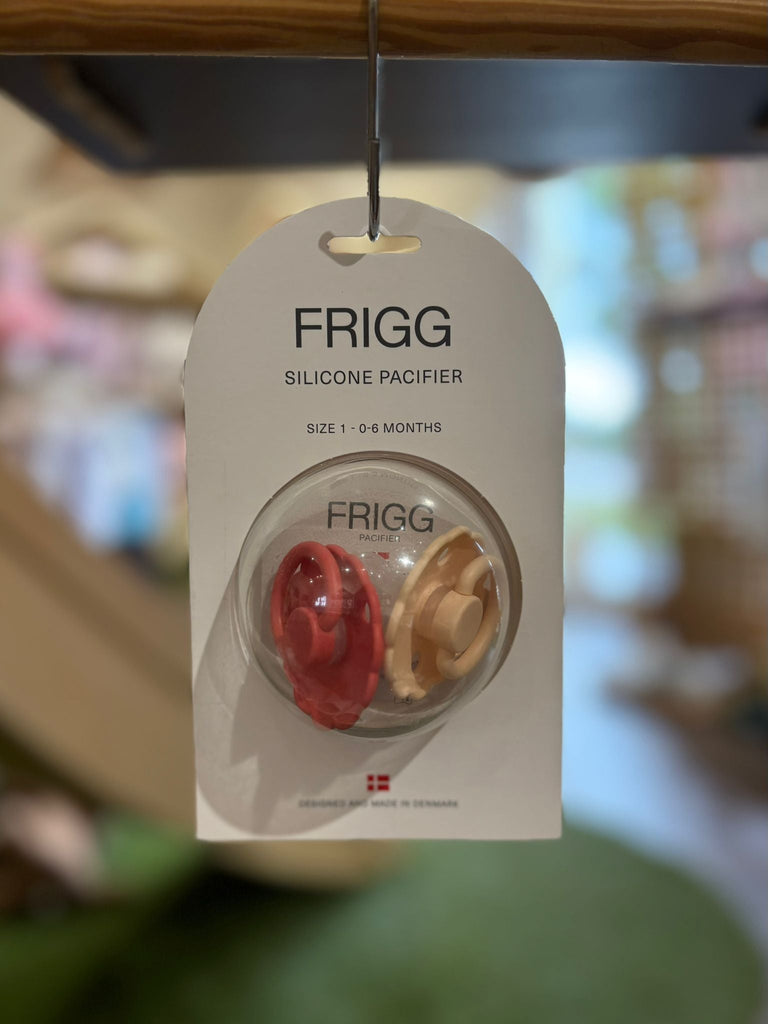 FRIGG
SILICONE PACIFIER
SIZE 1 - 0-6 MONTHS
FRIGG
PACIFIER
DESIGNED AND MADE IN DENMARK